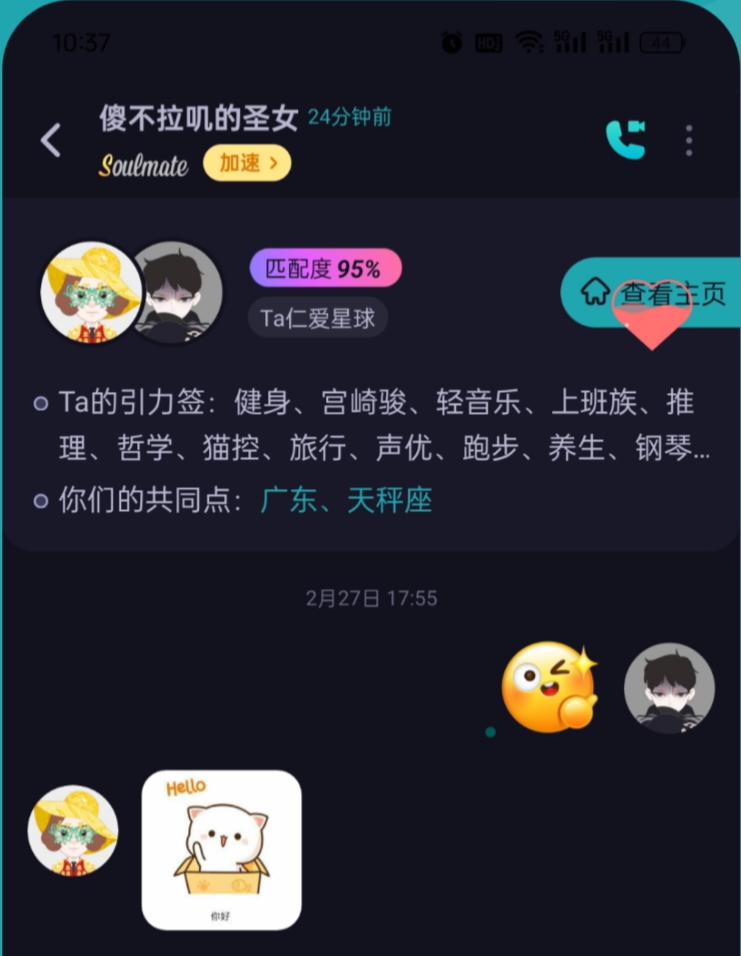 10:37
HD2 5G 5G 44
傻不拉叽的圣女 24分钟前
Soulmate 加速 >
匹配度 95%
Ta仁爱星球
查看主页
Ta的引力签：健身、宫崎骏、轻音乐、上班族、推
理、哲学、猫控、旅行、声优、跑步、养生、钢琴...
你们的共同点：广东、天秤座
2月27日 17:55
Hello
你好